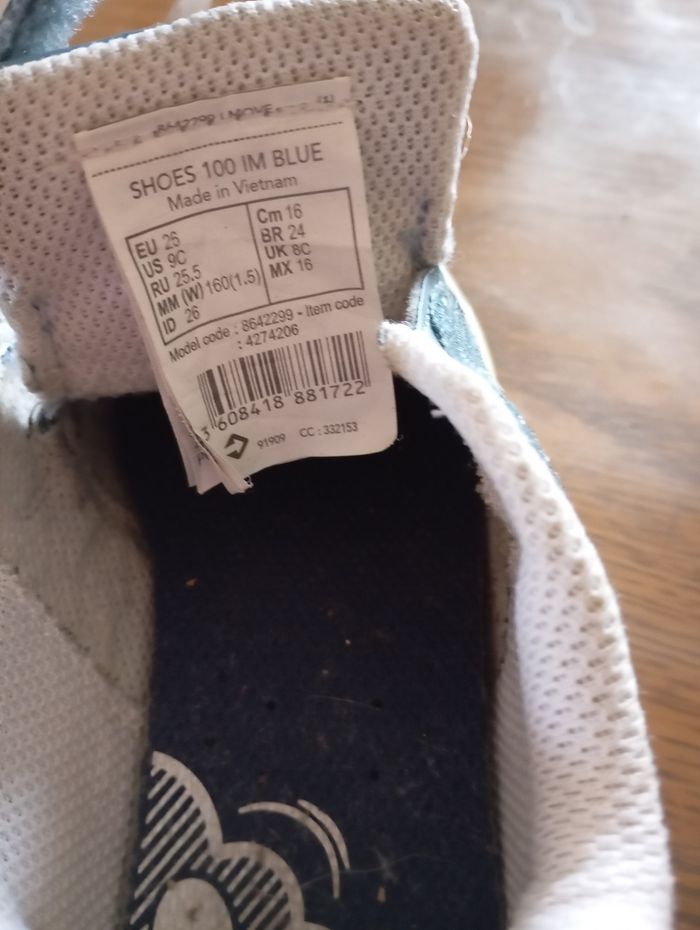 SHOES 100 IM BLUE
Made in Vietnam
EU 26
US 9C
RU 25.5
MM (W) 160(1.5)
ID 26
Cm 16
BR 24
UK 8C
MX 16
Model code : 8642299 - Item code
: 4274206
3 608418 881722
91909 CC : 332153